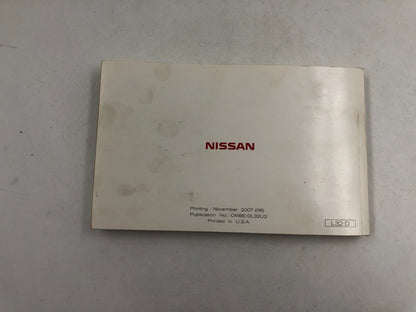 NISSAN
Printing : November 2007 (06)
Publication No.: OM8E-0L32U2
Printed in U.S.A.
L32-D